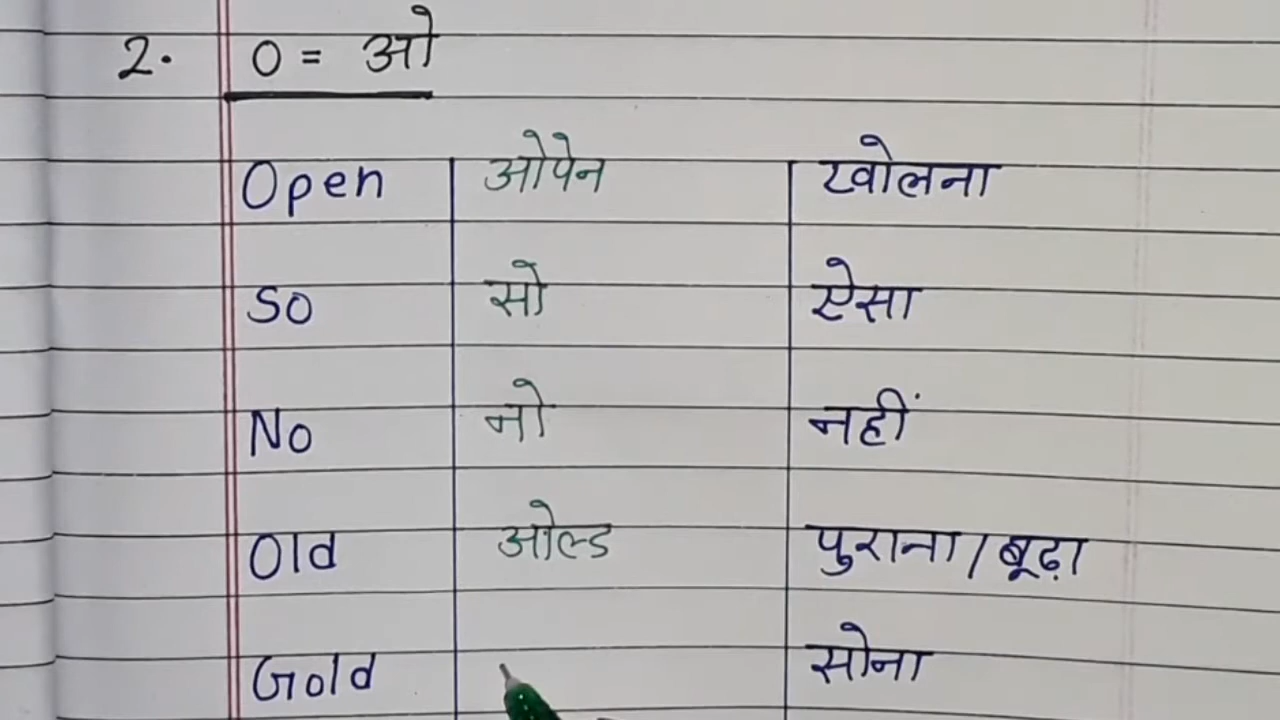 2. O = ओ
Open ओपेन खोलना
So सो ऐसा
No नो नहीं
Old ओल्ड पुराना/बूढ़ा
Gold सोना